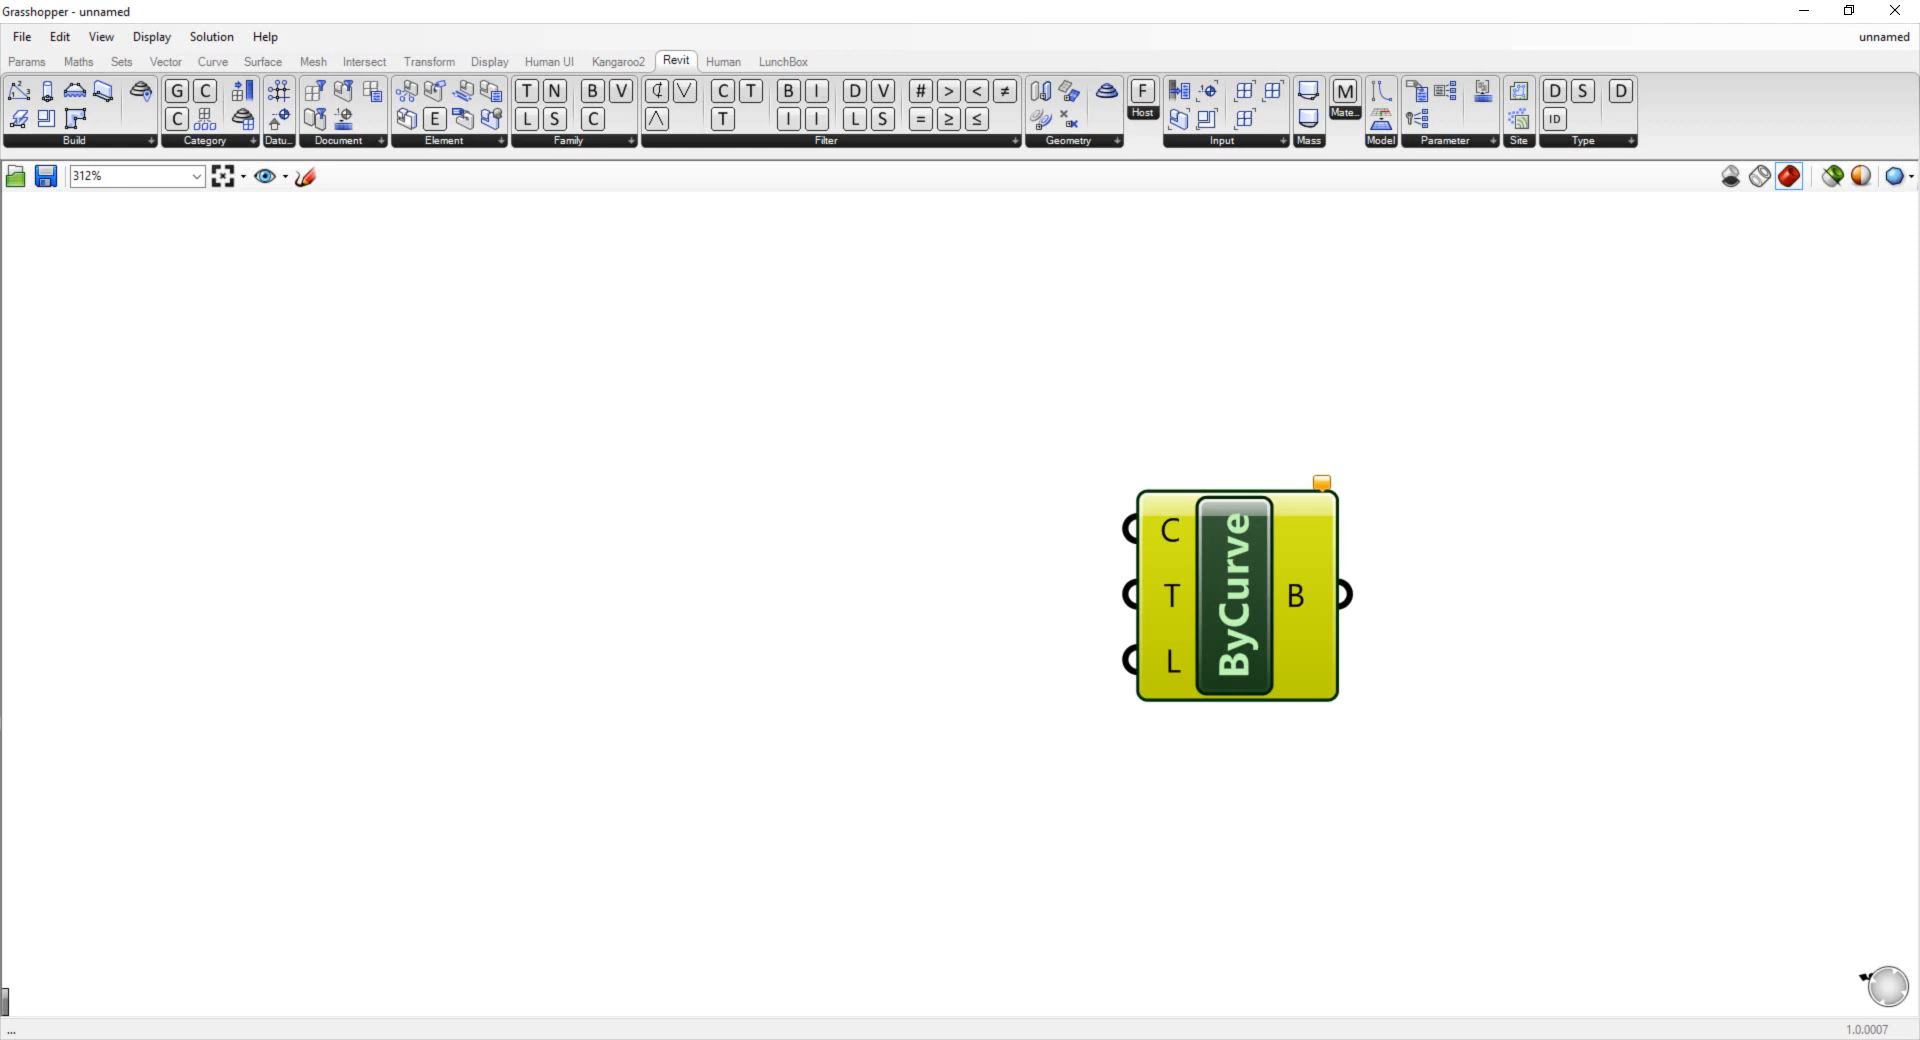 Grasshopper - unnamed
File Edit View Display Solution Help unnamed
Params Maths Sets Vector Curve Surface Mesh Intersect Transform Display Human UI Kangaroo2 Revit Human LunchBox
G C T N B V ¢ V C T B I D V # > < ≠ F M D S D
C E L S C Λ T I I L S = ≥ ≤ Host Mate... ID
Build Category Datu... Document Element Family Filter Geometry Input Mass Model Parameter Site Type
312%
C
T
L
ByCurve
B
...
1.0.0007